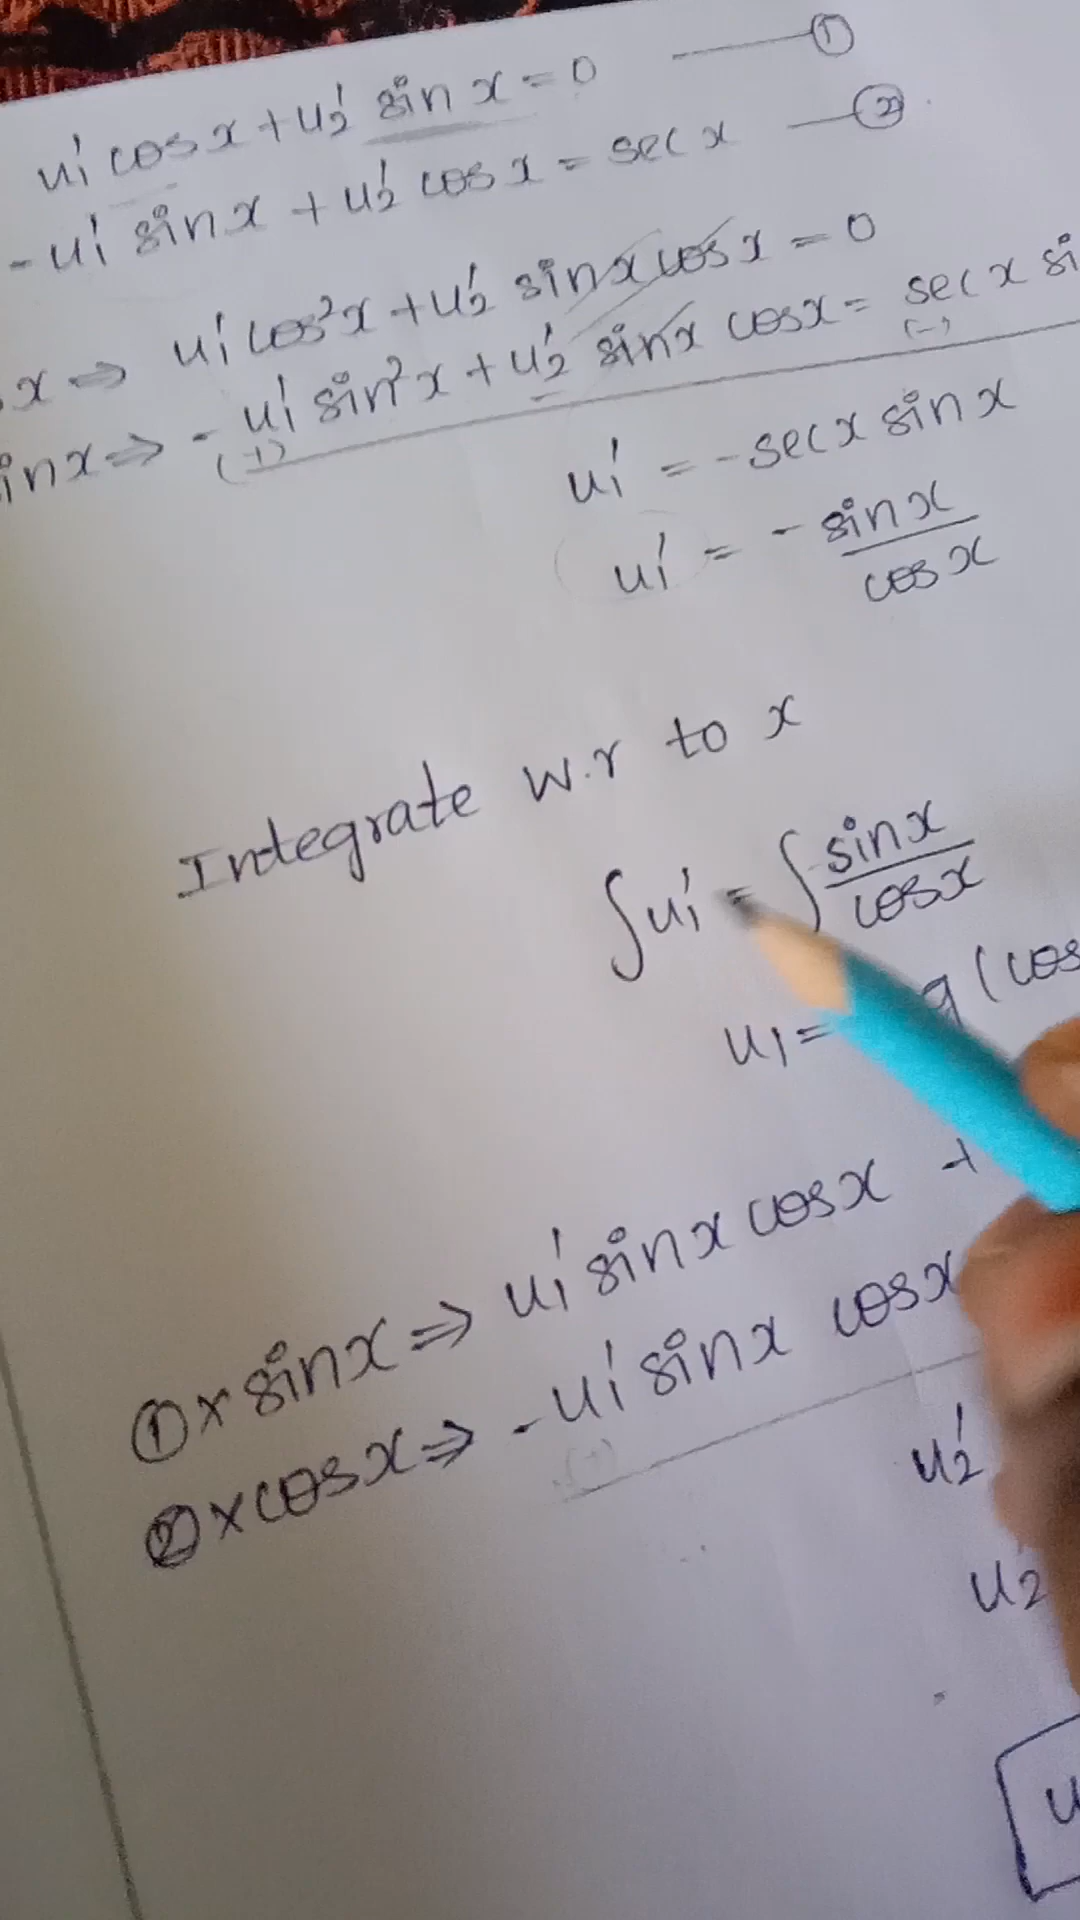 u₁' cos x + u₂' sin x = 0 —— ①
- u₁' sin x + u₂' cos x = sec x —— ②
x ⇒ u₁' cos²x + u₂' sin x cos x = 0
in x ⇒ - u₁' sin²x + u₂' sin x cos x = sec x si
(+) - (-)
u₁' = - sec x sin x
u₁' = - sin x / cos x
Integrate w.r to x
∫ u₁' = ∫ - sin x / cos x
u₁ = g (cos
① x sin x ⇒ u₁' sin x cos x +
② x cos x ⇒ - u₁' sin x cos x
(+)
u₂'
u₂
u